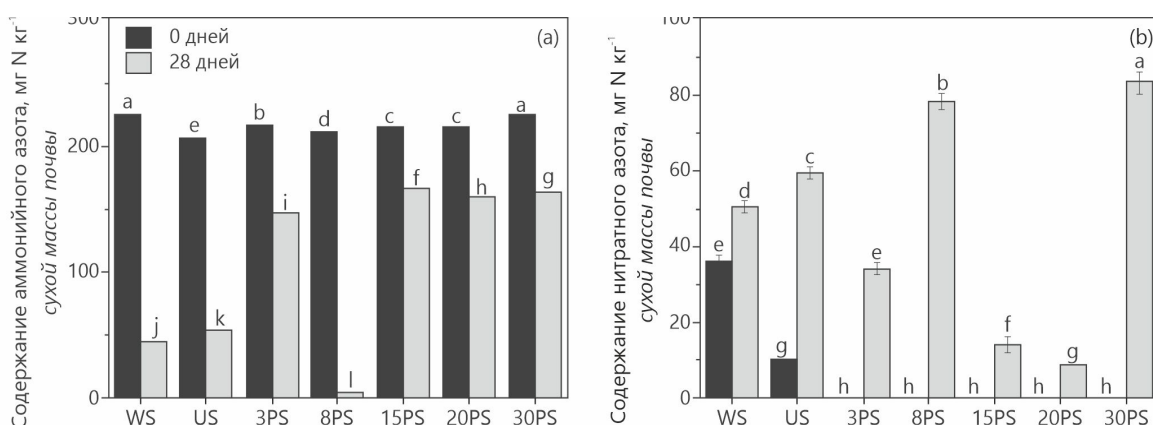 Содержание аммонийного азота, мг N кг⁻¹
сухой массы почвы
300
200
100
0
0 дней
28 дней
(a)
a
e
b
d
c
c
a
j
k
i
l
f
h
g
WS
US
3PS
8PS
15PS
20PS
30PS
Содержание нитратного азота, мг N кг⁻¹
сухой массы почвы
100
80
60
40
20
0
(b)
e
d
g
c
h
e
h
b
h
f
h
g
h
a
WS
US
3PS
8PS
15PS
20PS
30PS